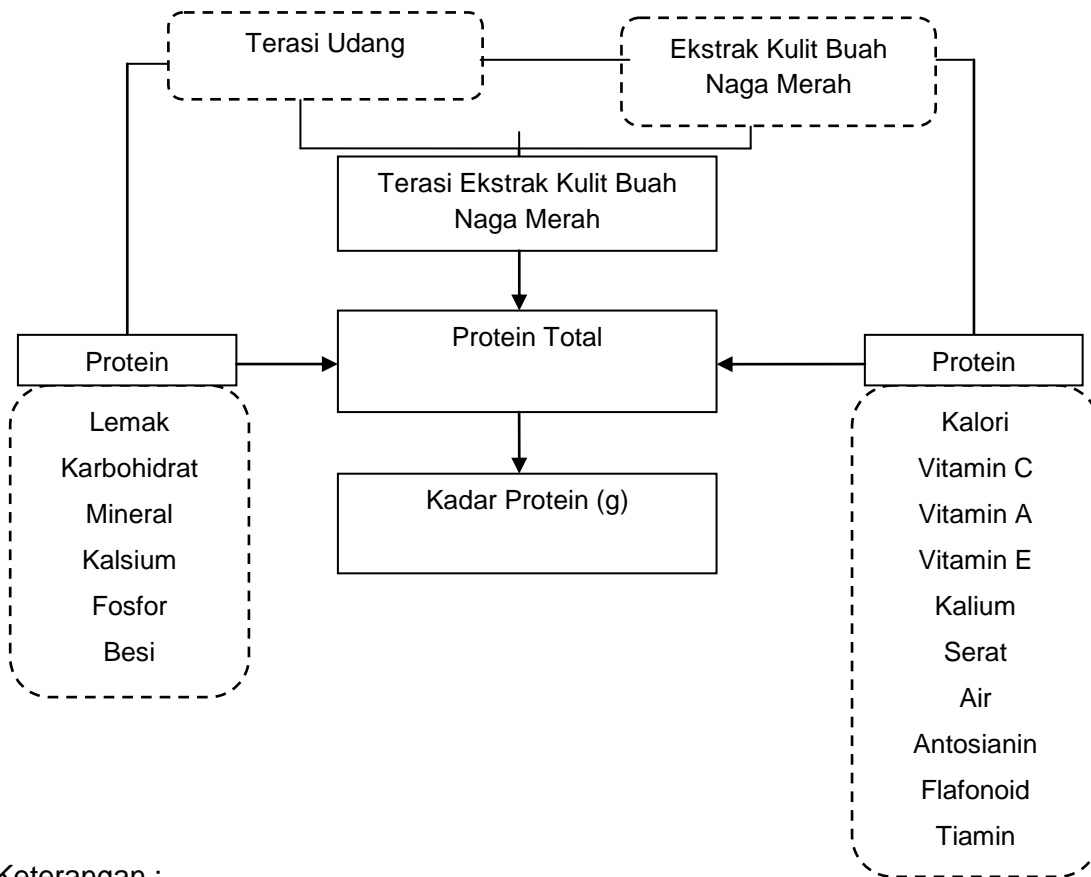 Terasi Udang
Ekstrak Kulit Buah
Naga Merah
Terasi Ekstrak Kulit Buah
Naga Merah
Protein Total
Kadar Protein (g)
Protein
Lemak
Karbohidrat
Mineral
Kalsium
Fosfor
Besi
Protein
Kalori
Vitamin C
Vitamin A
Vitamin E
Kalium
Serat
Air
Antosianin
Flafonoid
Tiamin
Keterangan :